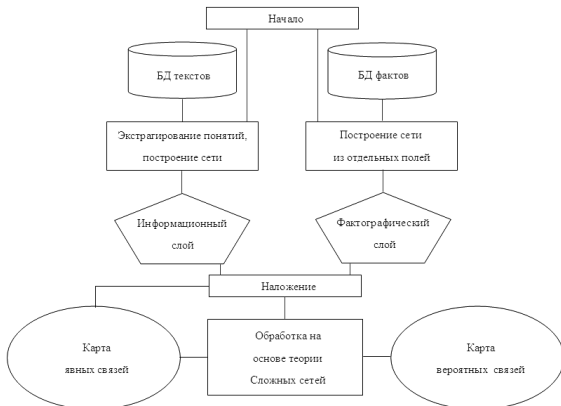 Начало
БД текстов
БД фактов
Экстрагирование понятий,
построение сети
Построение сети
из отдельных полей
Информационный
слой
Фактографический
слой
Наложение
Карта
явных связей
Обработка на
основе теории
Сложных сетей
Карта
вероятных связей